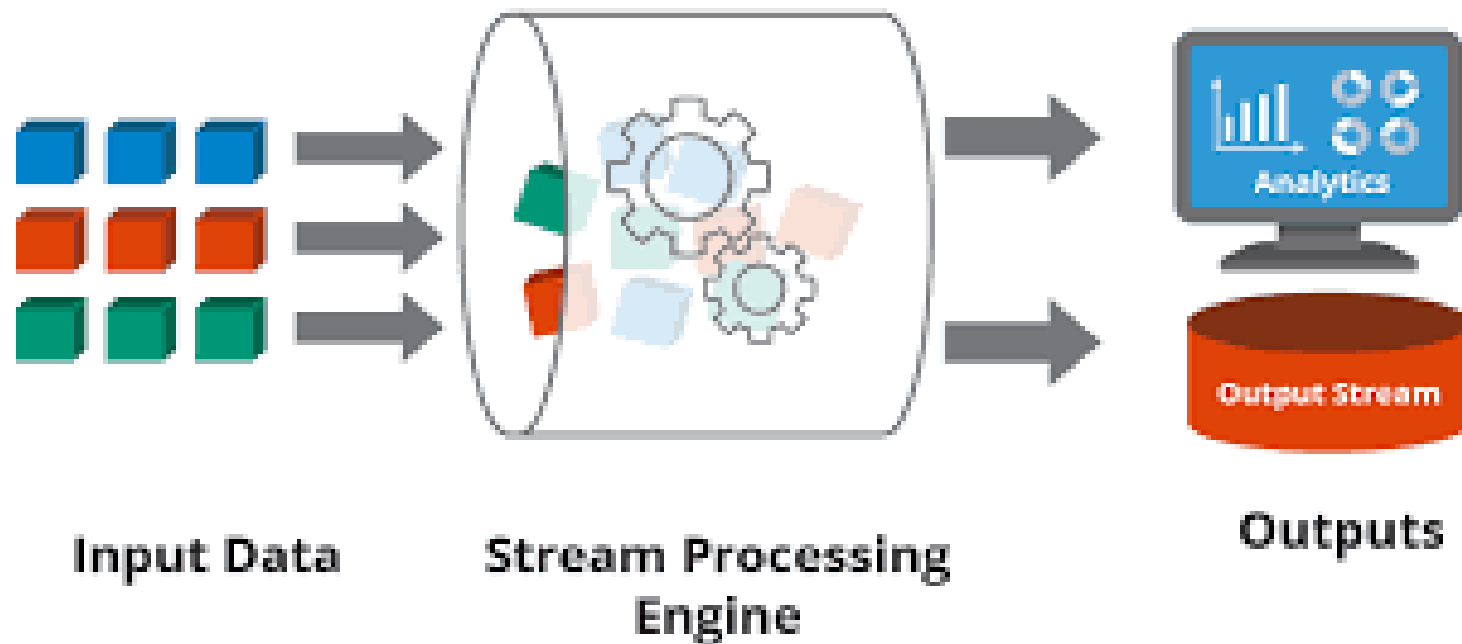 Analytics
Output Stream
Input Data
Stream Processing
Engine
Outputs